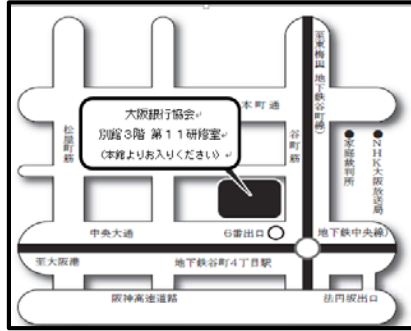 大阪銀行協会
別館3階 第11研修室
(本館よりお入りください)
本町通
松屋町筋
谷町筋
至東梅田
地下鉄谷町線)
●家庭裁判所
●NHK大阪放送局
中央大通
6番出口
地下鉄中央線)
至大阪港
地下鉄谷町4丁目駅
阪神高速道路
法円坂出口